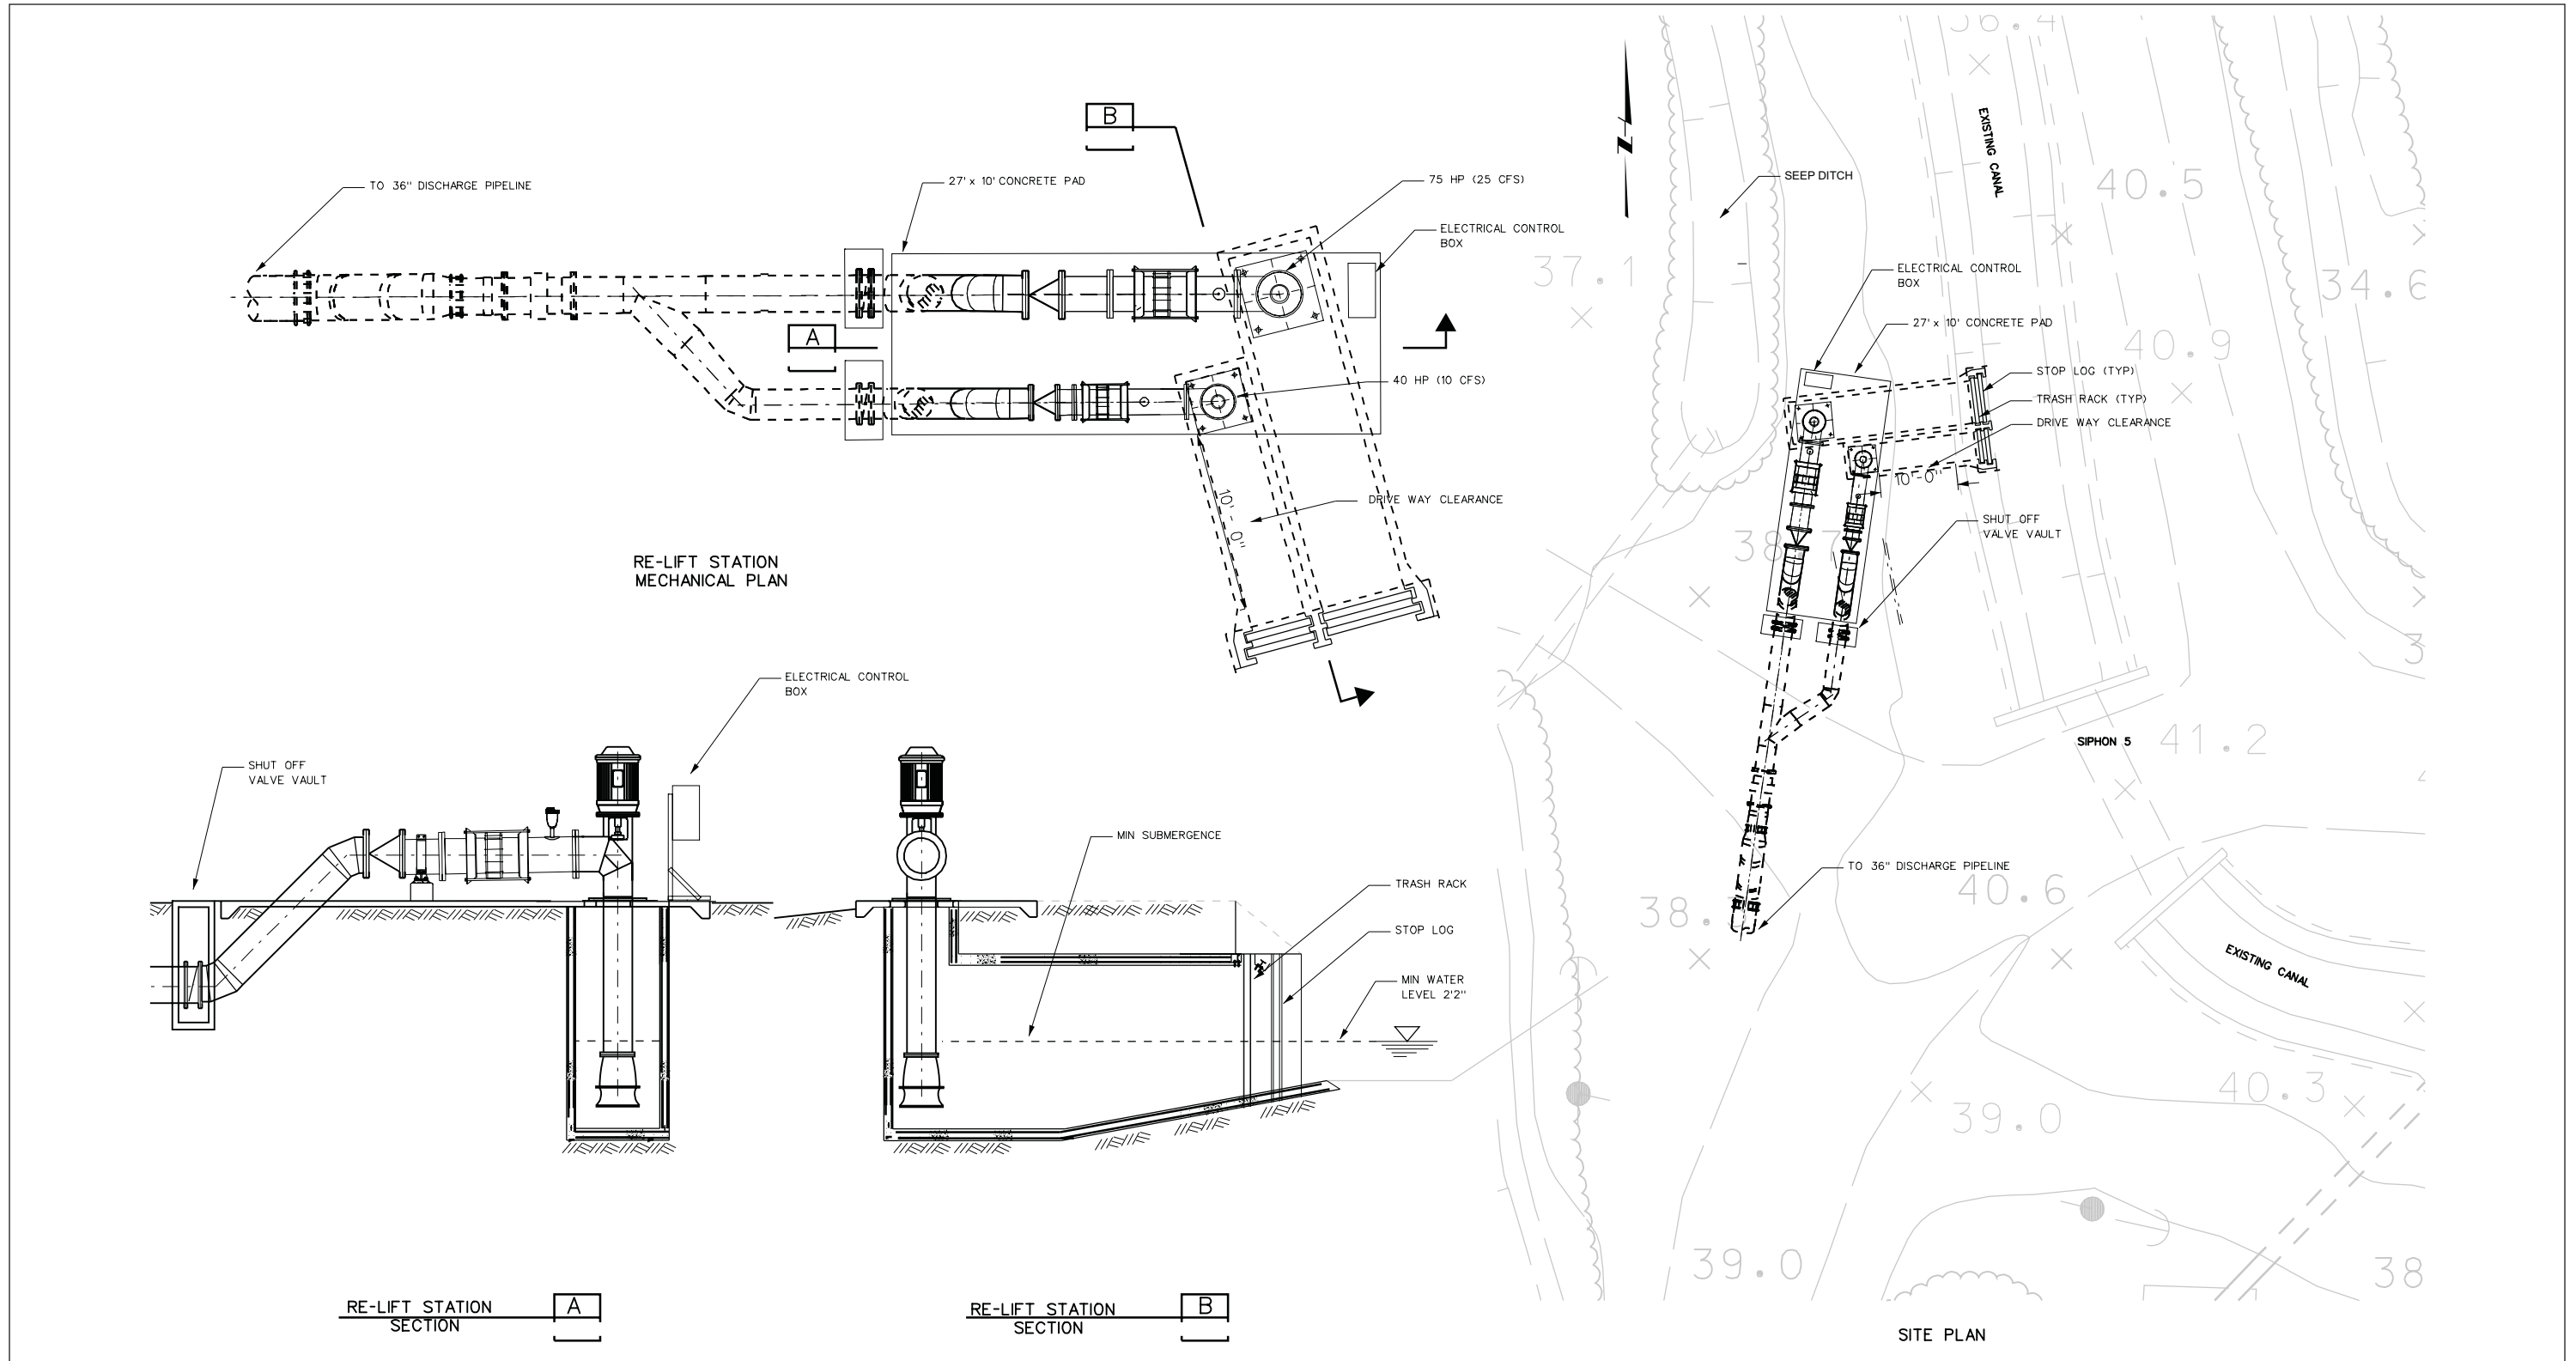 B
TO 36" DISCHARGE PIPELINE
27' x 10' CONCRETE PAD
75 HP (25 CFS)
ELECTRICAL CONTROL
BOX
A
40 HP (10 CFS)
DRIVE WAY CLEARANCE
10'-0"
RE-LIFT STATION
MECHANICAL PLAN
ELECTRICAL CONTROL
BOX
SHUT OFF
VALVE VAULT
MIN SUBMERGENCE
TRASH RACK
STOP LOG
MIN WATER
LEVEL 2'2"
RE-LIFT STATION
SECTION
A
RE-LIFT STATION
SECTION
B
36.4
N
EXISTING CANAL
SEEP DITCH
40.5
37.1
34.6
ELECTRICAL CONTROL
BOX
27' x 10' CONCRETE PAD
40.9
STOP LOG (TYP)
TRASH RACK (TYP)
DRIVE WAY CLEARANCE
10'-0"
SHUT OFF
VALVE VAULT
38.7
SIPHON 5
41.2
TO 36" DISCHARGE PIPELINE
40.6
38.
EXISTING CANAL
40.3
39.0
39.0
38
SITE PLAN